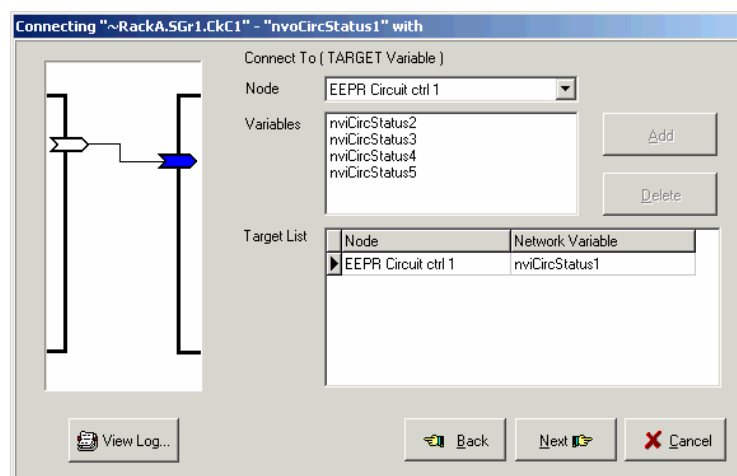 Connecting "~RackA.SGr1.CkC1" - "nvoCircStatus1" with
Connect To ( TARGET Variable )
Node
EEPR Circuit ctrl 1
Variables
nviCircStatus2
nviCircStatus3
nviCircStatus4
nviCircStatus5
Add
Delete
Target List
Node Network Variable
EEPR Circuit ctrl 1 nviCircStatus1
View Log...
Back
Next
Cancel